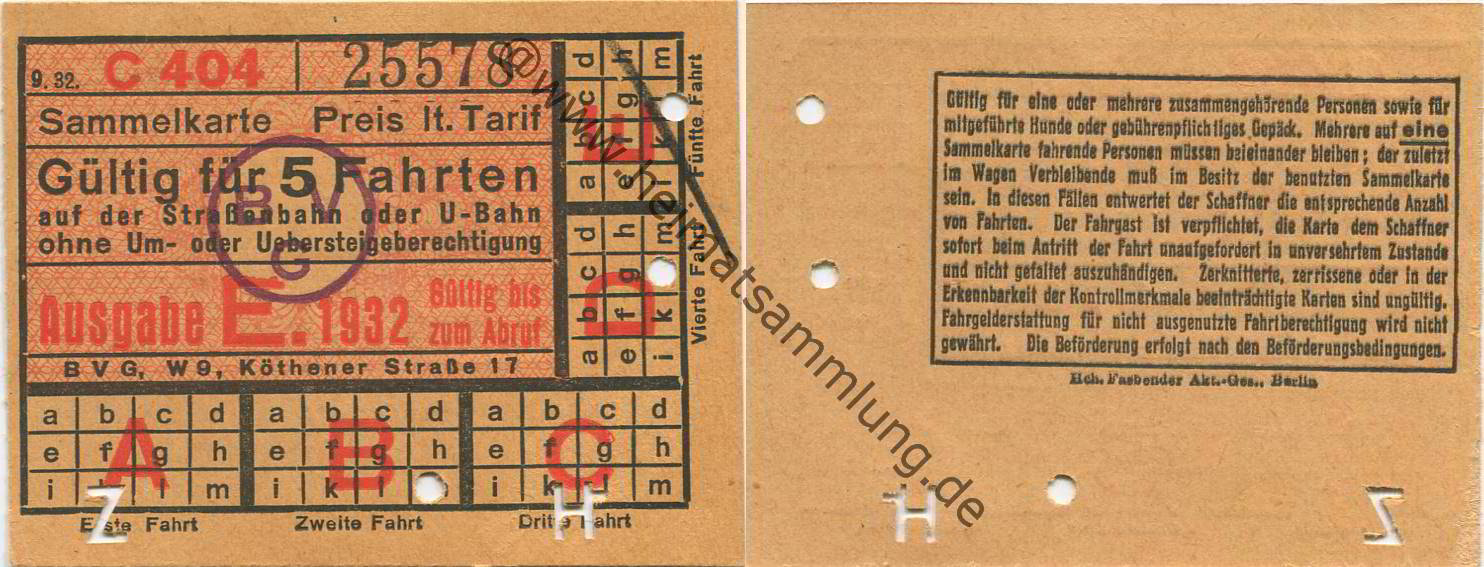 9.32. C 404 25578
Sammelkarte Preis lt. Tarif
Gültig für 5 Fahrten
auf der Straßenbahn oder U-Bahn
ohne Um- oder Uebersteigeberechtigung
B V
G
Ausgabe E. 1932 Gültig bis
zum Abruf
BVG, W9, Köthener Straße 17
a b c d
e f g h
i k l m
A
Erste Fahrt
a b c d
e f g h
i k l
B
Zweite Fahrt
a b c d
e f g h
i k l m
C
Dritte Fahrt
a b c d
e f g h
i k m
D
Vierte Fahrt
a b c d
e f g h
i k l m
E
Fünfte Fahrt
Z H
@www.heimatsammlung.de
Gültig für eine oder mehrere zusammengehörende Personen sowie für
mitgeführte Hunde oder gebührenpflichtiges Gepäck. Mehrere auf eine
Sammelkarte fahrende Personen müssen beieinander bleiben; der zuletzt
im Wagen Verbleibende muß im Besitz der benutzten Sammelkarte
sein. In diesen Fällen entwertet der Schaffner die entsprechende Anzahl
von Fahrten. Der Fahrgast ist verpflichtet, die Karte dem Schaffner
sofort beim Antritt der Fahrt unaufgefordert in unversehrtem Zustande
und nicht gefaltet auszuhändigen. Zerknitterte, zerrissene oder in der
Erkennbarkeit der Kontrollmerkmale beeinträchtigte Karten sind ungültig.
Fahrgelderstattung für nicht ausgenutzte Fahrtberechtigung wird nicht
gewährt. Die Beförderung erfolgt nach den Beförderungsbedingungen.
Hch. Fasbender Akt.-Ges., Berlin